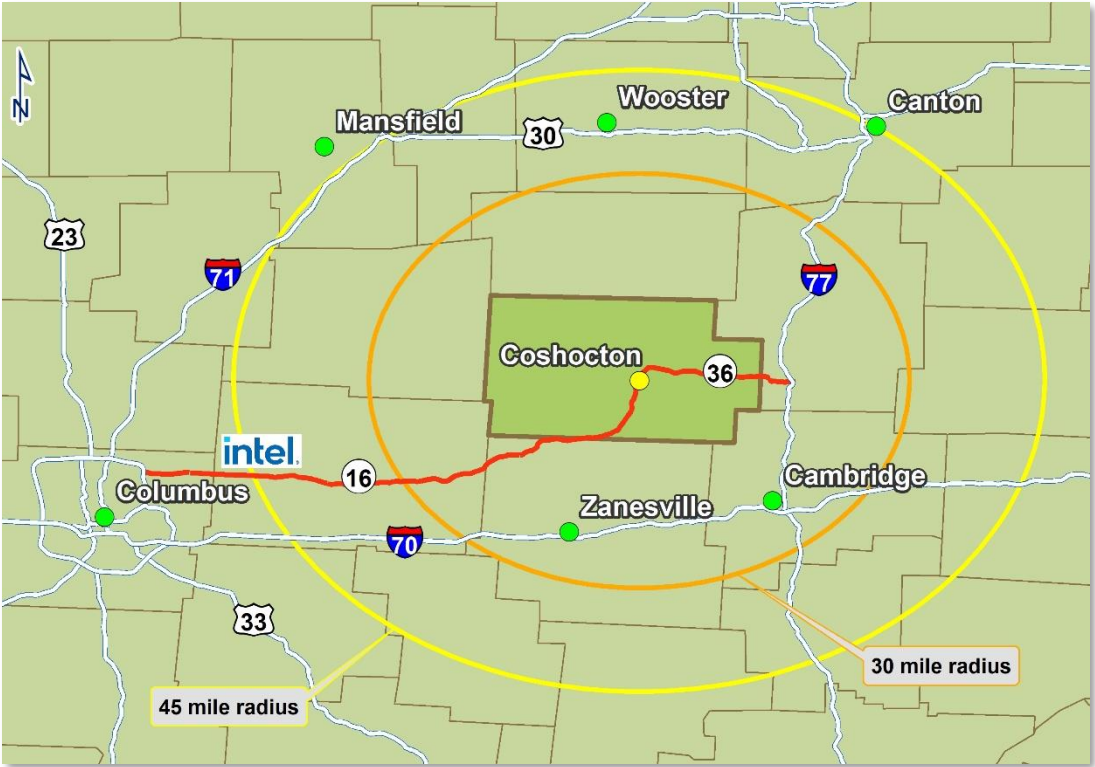 N
Mansfield
Wooster
Canton
30
23
71
77
Coshocton
36
intel.
16
Columbus
Cambridge
Zanesville
70
33
30 mile radius
45 mile radius